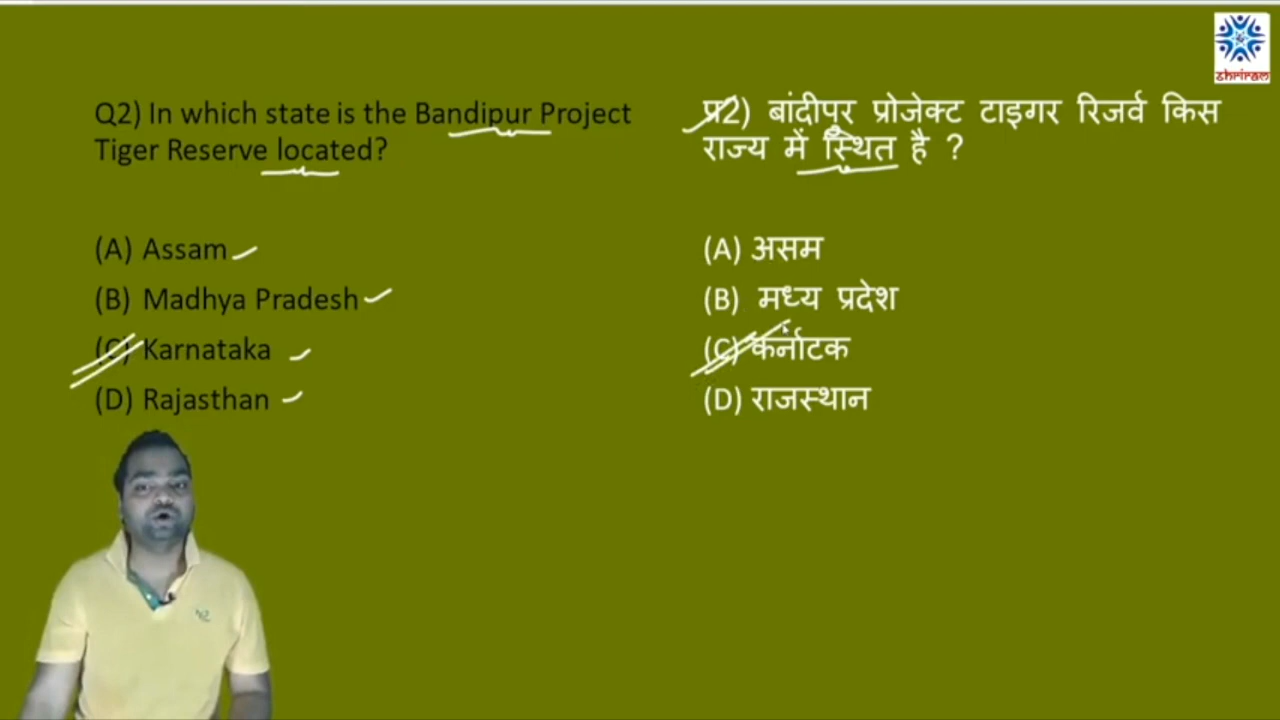 SHRIRAM
Q2) In which state is the Bandipur Project
Tiger Reserve located?
(A) Assam
(B) Madhya Pradesh
(C) Karnataka
(D) Rajasthan
प्र2) बांदीपुर प्रोजेक्ट टाइगर रिजर्व किस
राज्य में स्थित है ?
(A) असम
(B) मध्य प्रदेश
(C) कर्नाटक
(D) राजस्थान